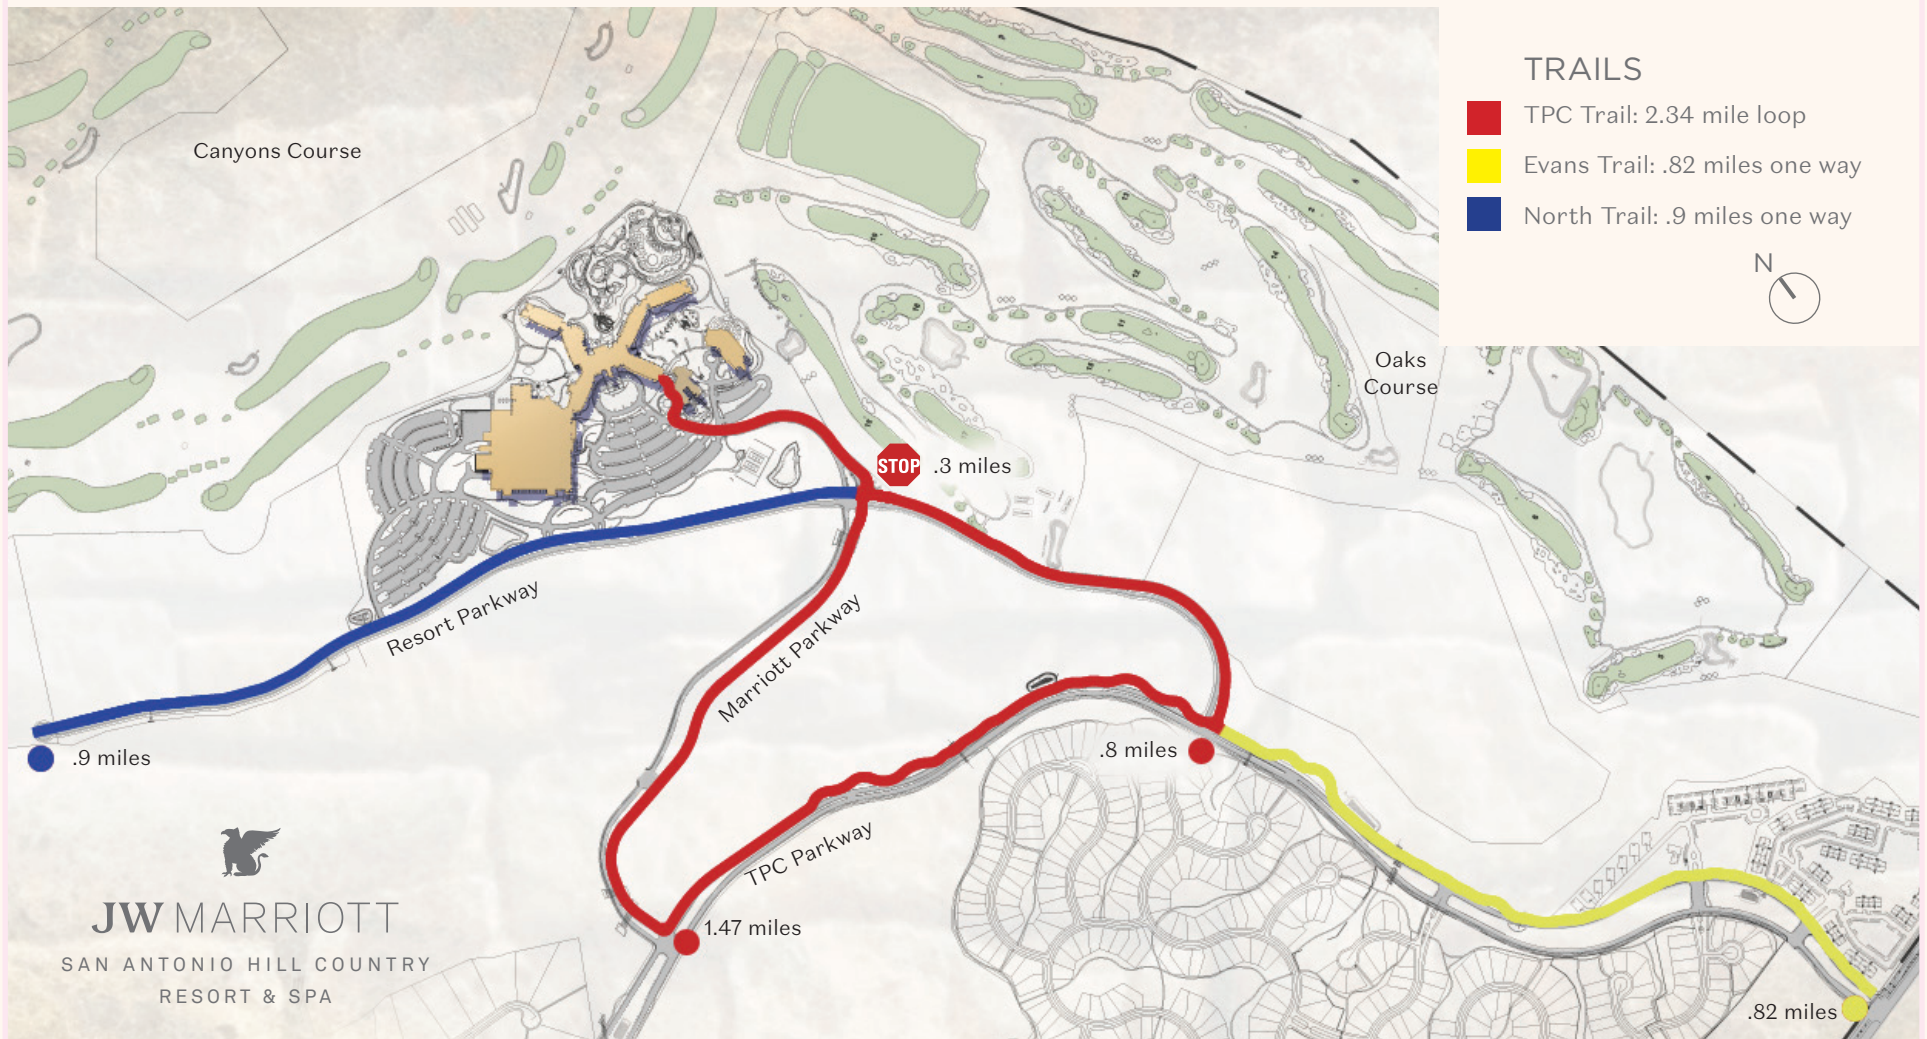 TRAILS
TPC Trail: 2.34 mile loop
Evans Trail: .82 miles one way
North Trail: .9 miles one way
N
Canyons Course
Oaks
Course
STOP
.3 miles
Resort Parkway
Marriott Parkway
.9 miles
.8 miles
TPC Parkway
1.47 miles
.82 miles
JW MARRIOTT
SAN ANTONIO HILL COUNTRY
RESORT & SPA